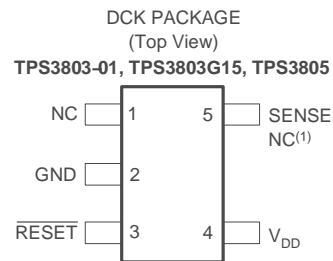 DCK PACKAGE
(Top View)
TPS3803-01, TPS3803G15, TPS3805
NC 1 5 SENSE
NC(1)
GND 2
RESET 3 4 VDD